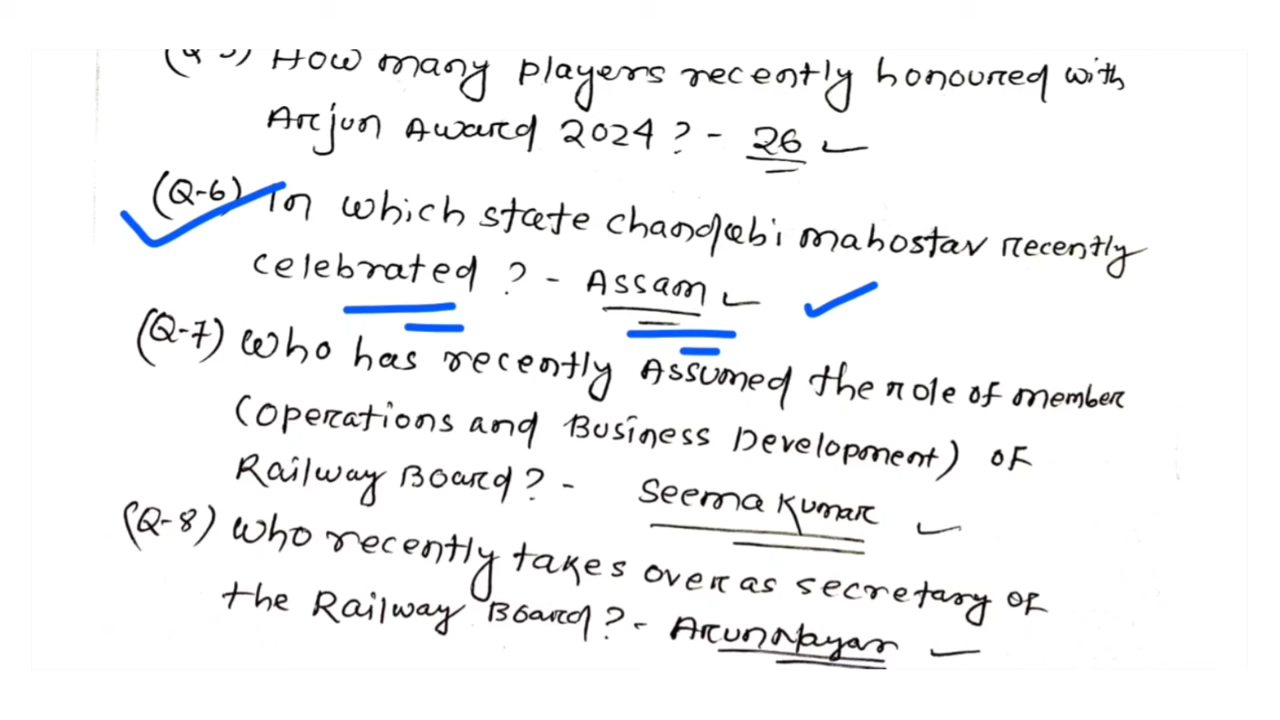 (Q-5) How many players recently honoured with
Arjun Award 2024? - 26
(Q-6) In which state chandubi mahostav recently
celebrated? - Assam
(Q-7) Who has recently Assumed the role of member
(operations and Business Development) of
Railway Board? - Seema Kumar
(Q-8) Who recently takes over as secretary of
the Railway Board? - Arun Nayar